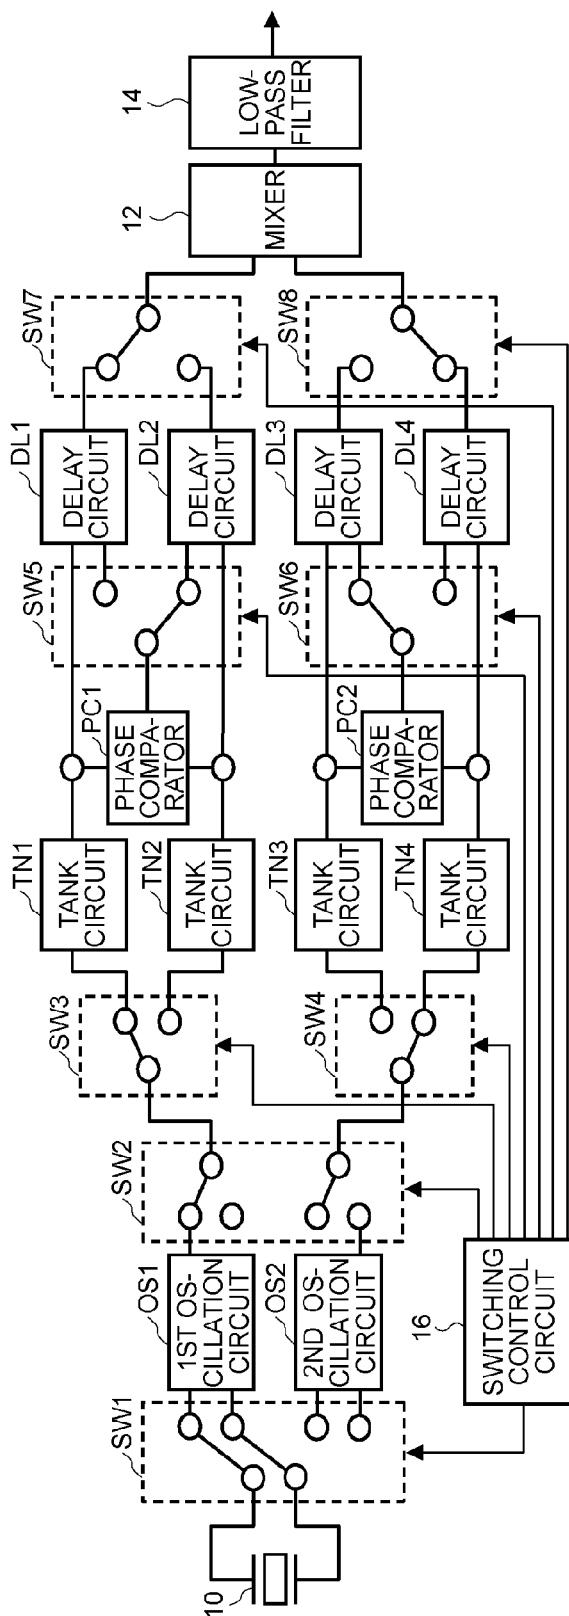 10
SW1
OS1
1ST OS-
CILLATION
CIRCUIT
OS2
2ND OS-
CILLATION
CIRCUIT
16
SWITCHING
CONTROL
CIRCUIT
SW2
SW3
SW4
TN1
TANK
CIRCUIT
TN2
TANK
CIRCUIT
TN3
TANK
CIRCUIT
TN4
TANK
CIRCUIT
PC1
PHASE
COMPA-
RATOR
PC2
PHASE
COMPA-
RATOR
SW5
SW6
DL1
DELAY
CIRCUIT
DL2
DELAY
CIRCUIT
DL3
DELAY
CIRCUIT
DL4
DELAY
CIRCUIT
SW7
SW8
12
MIXER
14
LOW-
PASS
FILTER